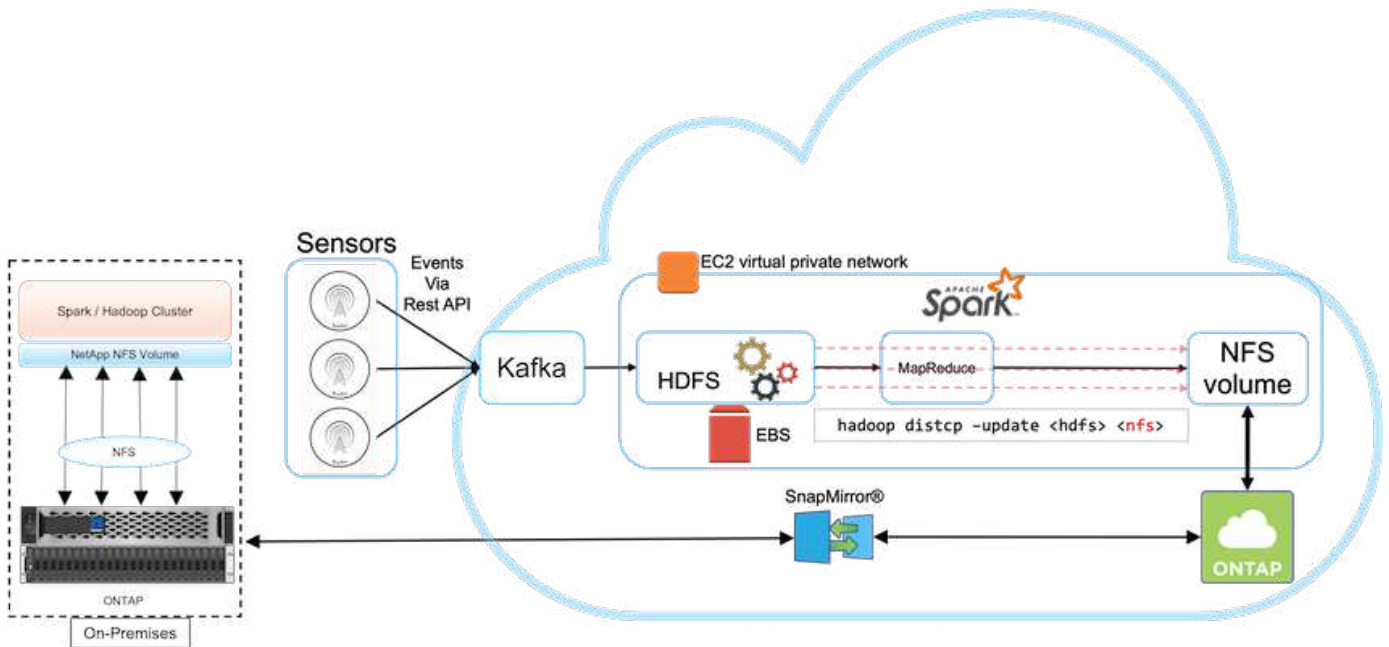 Sensors
Events
Via
Rest API
EC2 virtual private network
APACHE
Spark
Spark / Hadoop Cluster
NetApp NFS Volume
NFS
ONTAP
On-Premises
Kafka
HDFS
EBS
MapReduce
NFS
volume
hadoop distcp -update <hdfs> <nfs>
SnapMirror®
ONTAP